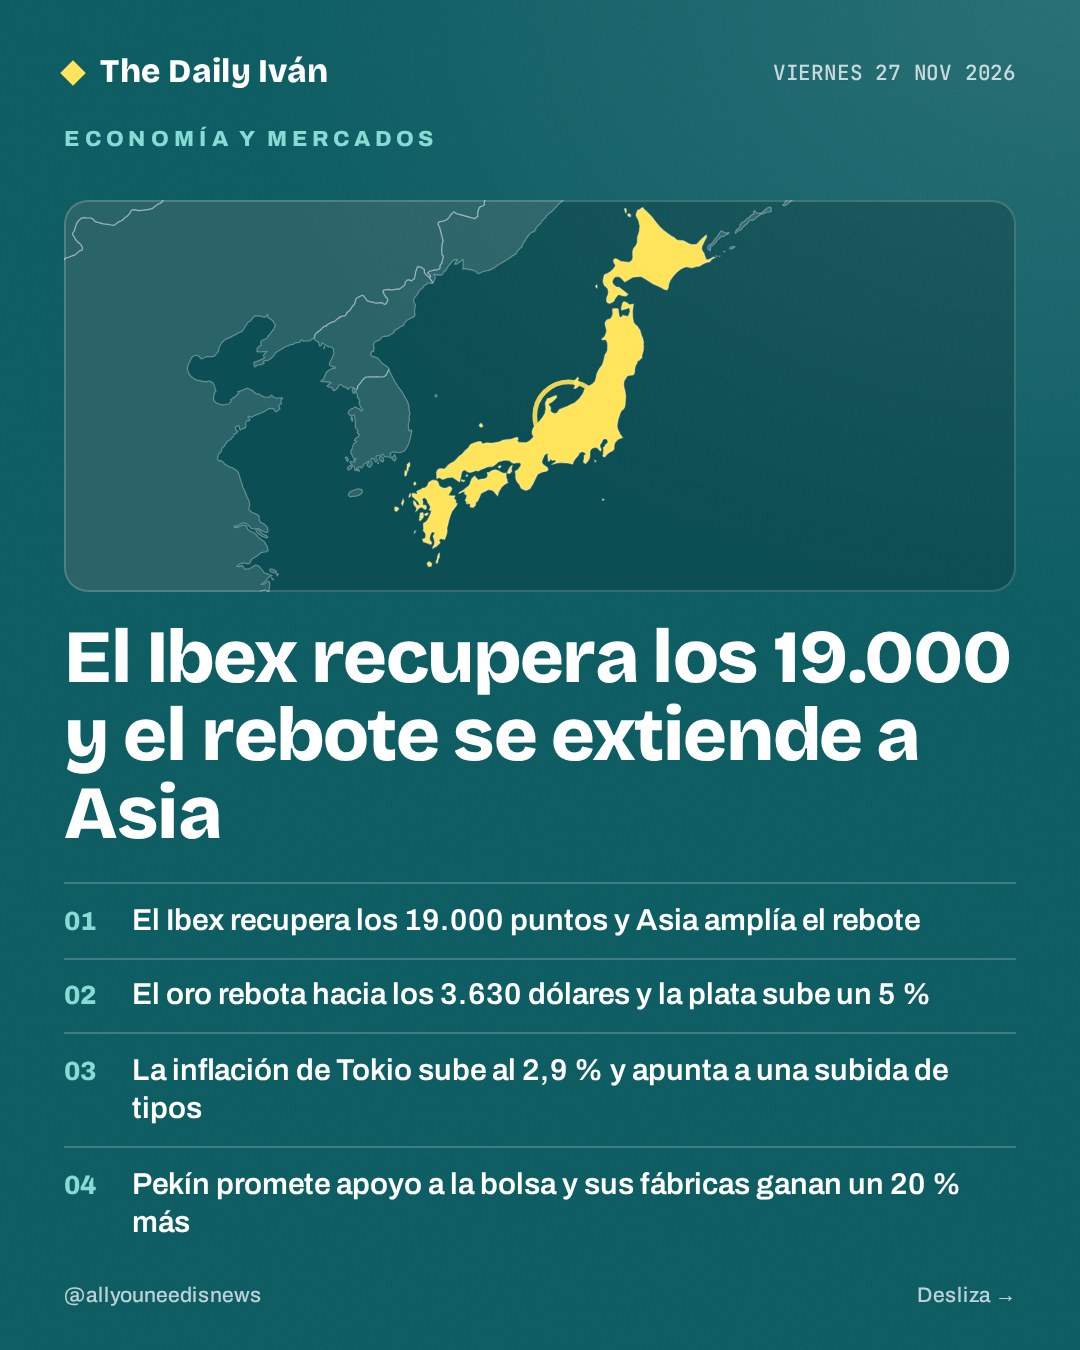 The Daily Iván
VIERNES 27 NOV 2026
ECONOMÍA Y MERCADOS
El Ibex recupera los 19.000
y el rebote se extiende a
Asia
01 El Ibex recupera los 19.000 puntos y Asia amplía el rebote
02 El oro rebota hacia los 3.630 dólares y la plata sube un 5 %
03 La inflación de Tokio sube al 2,9 % y apunta a una subida de
tipos
04 Pekín promete apoyo a la bolsa y sus fábricas ganan un 20 %
más
@allyouneedisnews
Desliza →